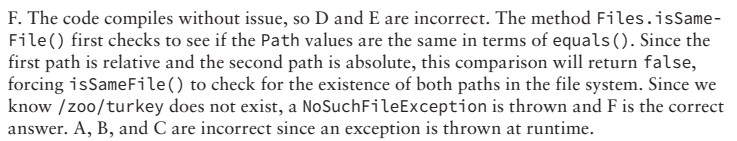 F. The code compiles without issue, so D and E are incorrect. The method Files.isSame-
File() first checks to see if the Path values are the same in terms of equals(). Since the
first path is relative and the second path is absolute, this comparison will return false,
forcing isSameFile() to check for the existence of both paths in the file system. Since we
know /zoo/turkey does not exist, a NoSuchFileException is thrown and F is the correct
answer. A, B, and C are incorrect since an exception is thrown at runtime.